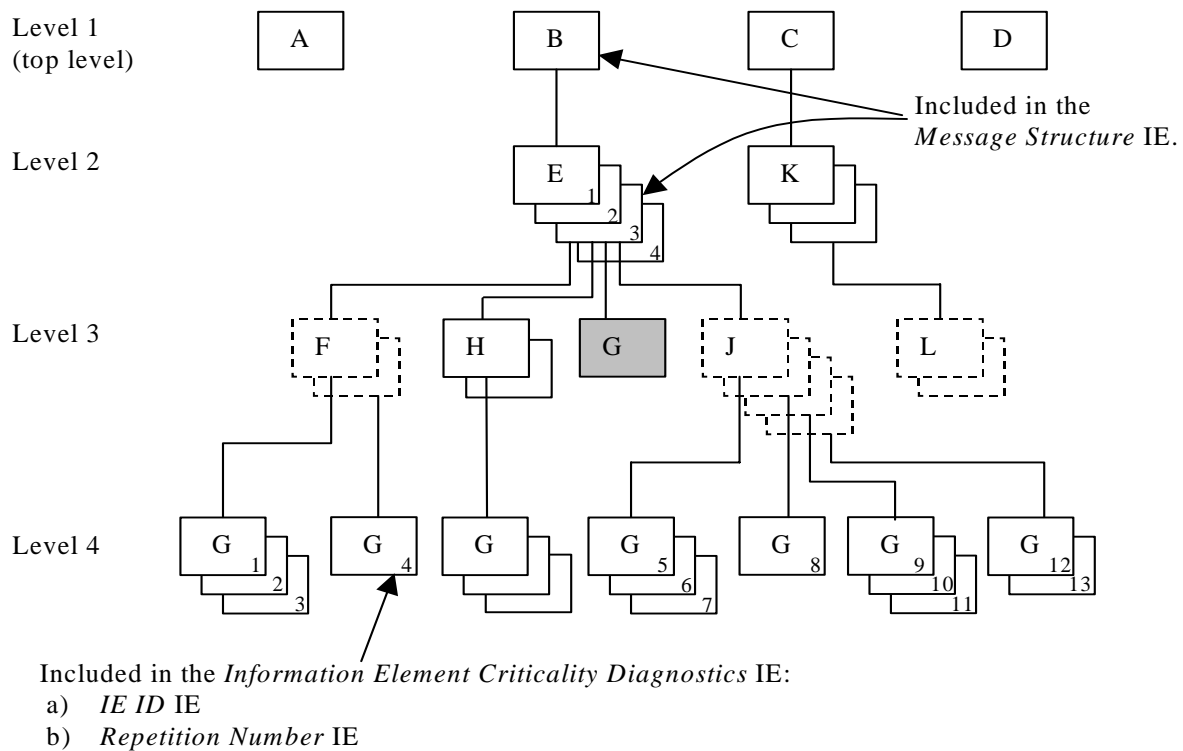 Level 1
(top level)
A
B
C
D
Included in the
Message Structure IE.
Level 2
E
1
2
3
4
K
Level 3
F
H
G
J
L
Level 4
G
1
2
3
G
4
G
G
5
6
7
G
8
G
9
10
11
G
12
13
Included in the Information Element Criticality Diagnostics IE:
a) IE ID IE
b) Repetition Number IE